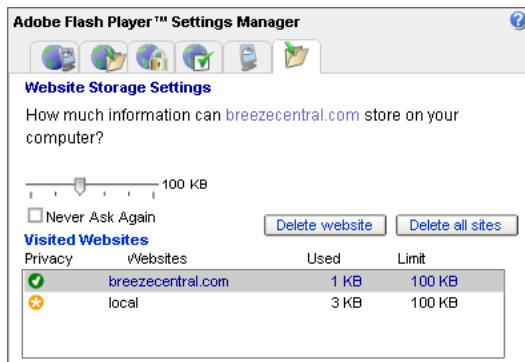 Adobe Flash Player™ Settings Manager
?
Website Storage Settings
How much information can breezecentral.com store on your
computer?
100 KB
Never Ask Again
Delete website Delete all sites
Visited Websites
Privacy Websites Used Limit
breezecentral.com 1 KB 100 KB
local 3 KB 100 KB